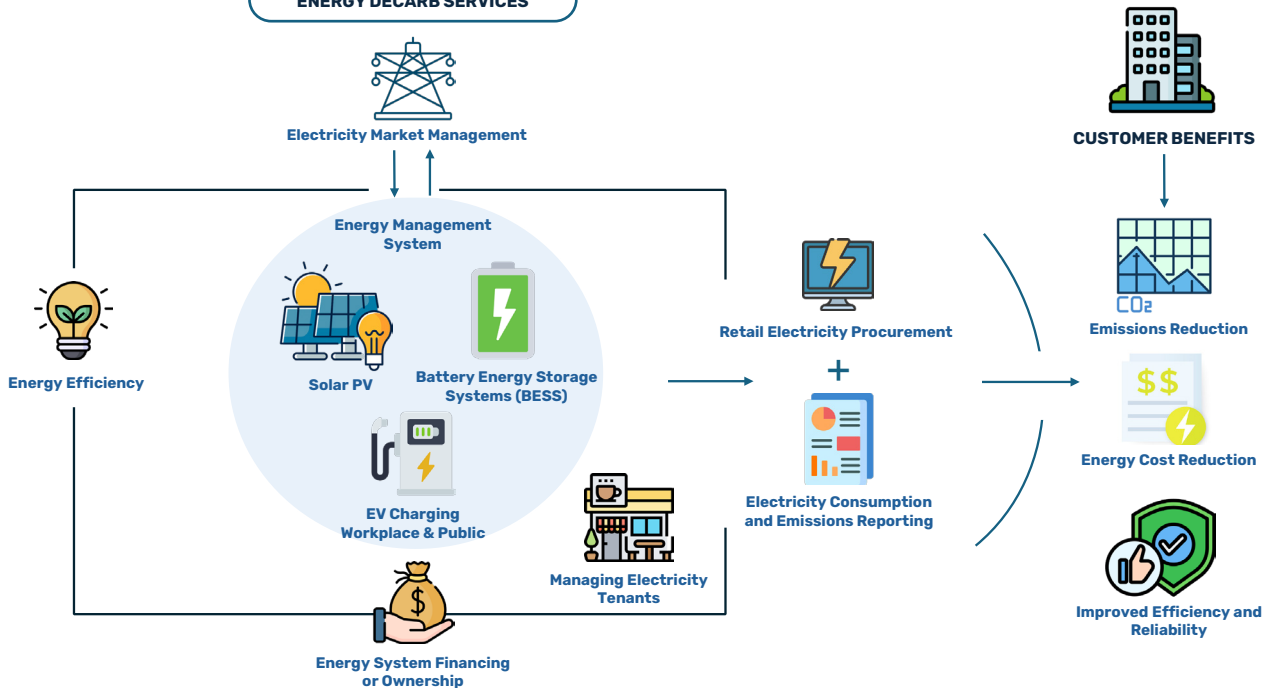 ENERGY DECARB SERVICES
Electricity Market Management
CUSTOMER BENEFITS
Energy Management
System
Solar PV
Battery Energy Storage
Systems (BESS)
EV Charging
Workplace & Public
Energy Efficiency
Managing Electricity
Tenants
Energy System Financing
or Ownership
$
Retail Electricity Procurement
+
Electricity Consumption
and Emissions Reporting
CO2
Emissions Reduction
$$
Energy Cost Reduction
Improved Efficiency and
Reliability